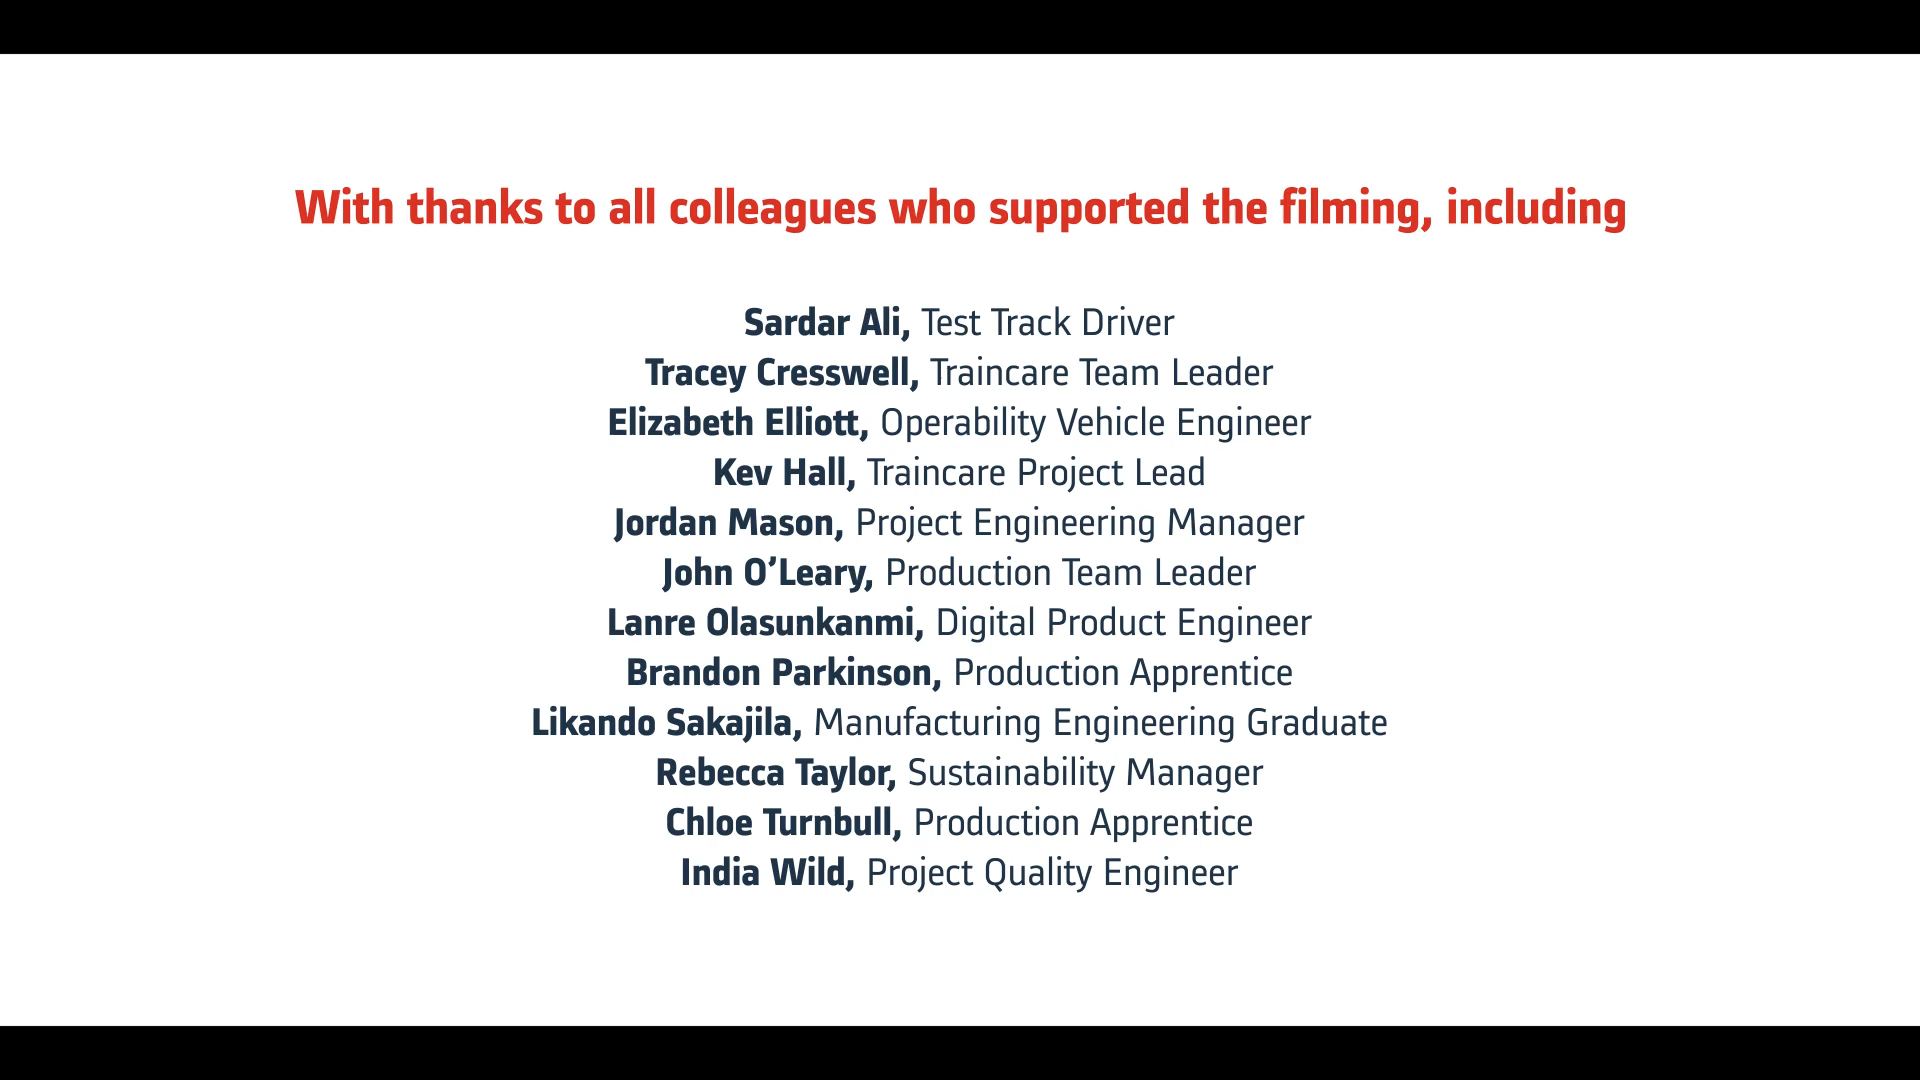 With thanks to all colleagues who supported the filming, including
Sardar Ali, Test Track Driver
Tracey Cresswell, Traincare Team Leader
Elizabeth Elliott, Operability Vehicle Engineer
Kev Hall, Traincare Project Lead
Jordan Mason, Project Engineering Manager
John O’Leary, Production Team Leader
Lanre Olasunkanmi, Digital Product Engineer
Brandon Parkinson, Production Apprentice
Likando Sakajila, Manufacturing Engineering Graduate
Rebecca Taylor, Sustainability Manager
Chloe Turnbull, Production Apprentice
India Wild, Project Quality Engineer